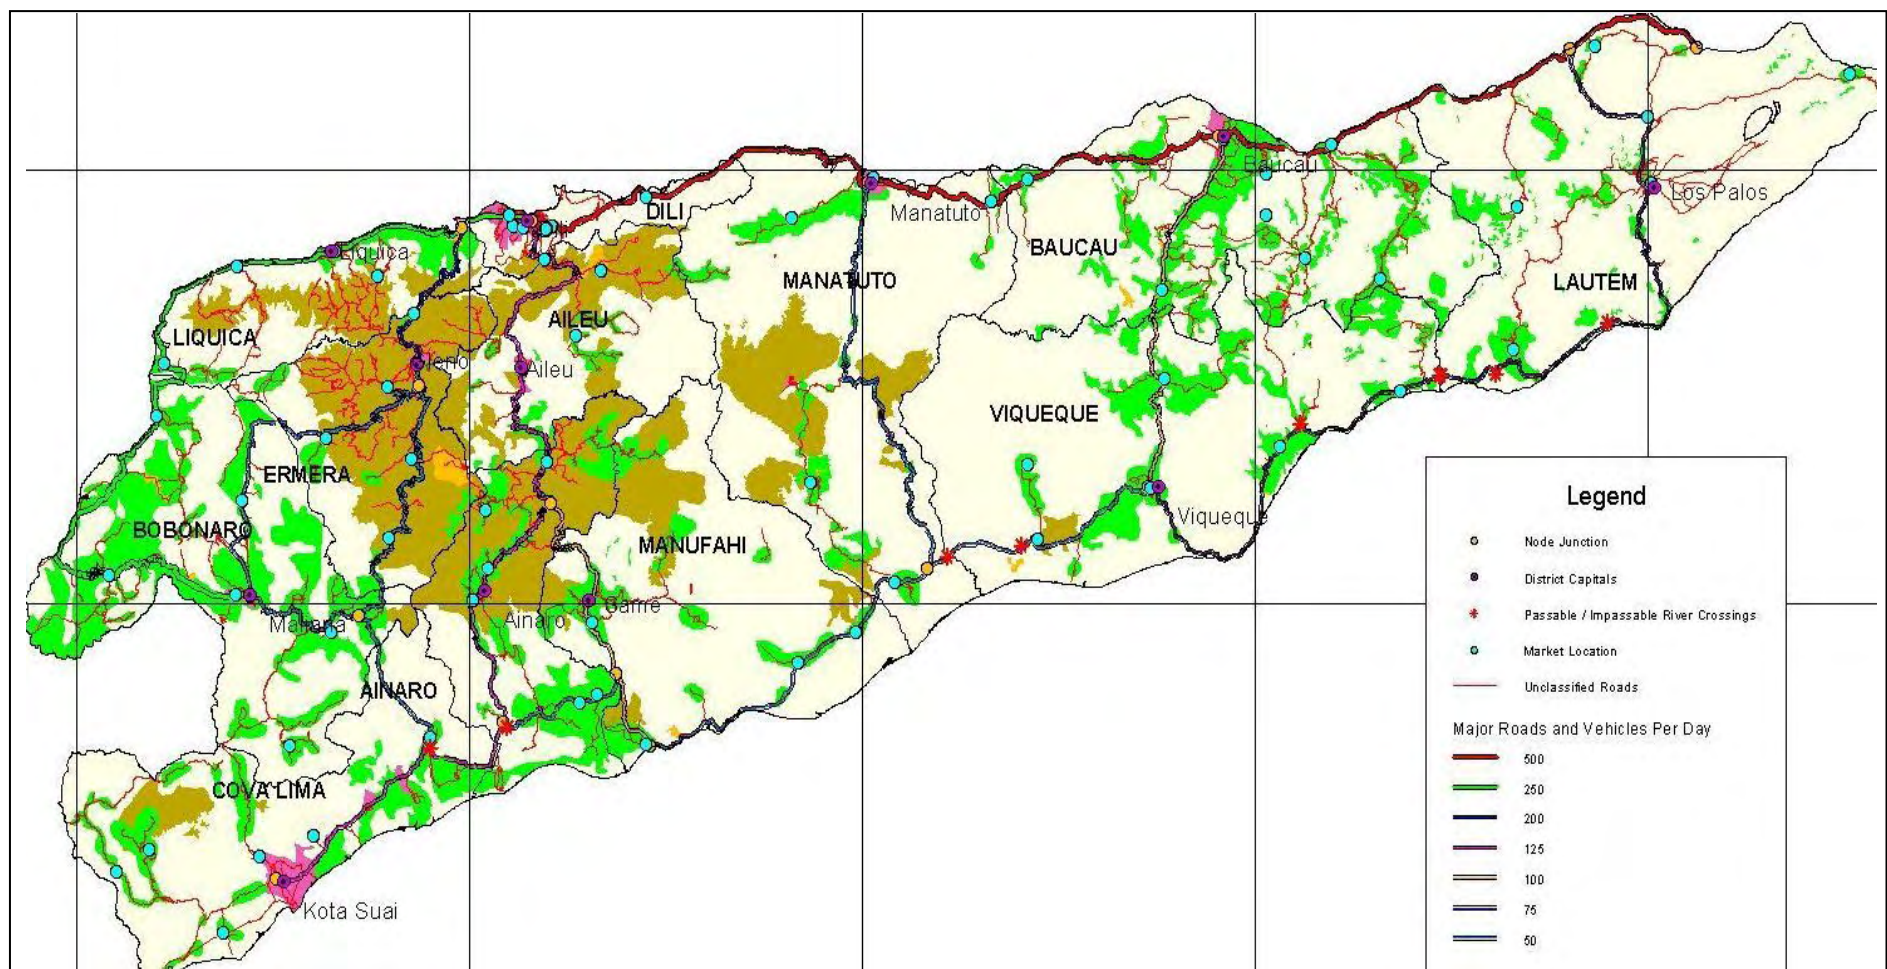 DILI
Baucau
Los Palos
Manatuto
BAUCAU
Liquica
MANATUTO
LAUTEM
AILEU
LIQUICA
Aileu
VIQUEQUE
ERMERA
Viqueque
BOBONARO
MANUFAHI
Legend
Node Junction
District Capitals
Passable / Impassable River Crossings
Market Location
Unclassified Roads
Major Roads and Vehicles Per Day
500
250
200
125
100
75
50
Same
Maliana
Ainaro
AINARO
COVA LIMA
Kota Suai